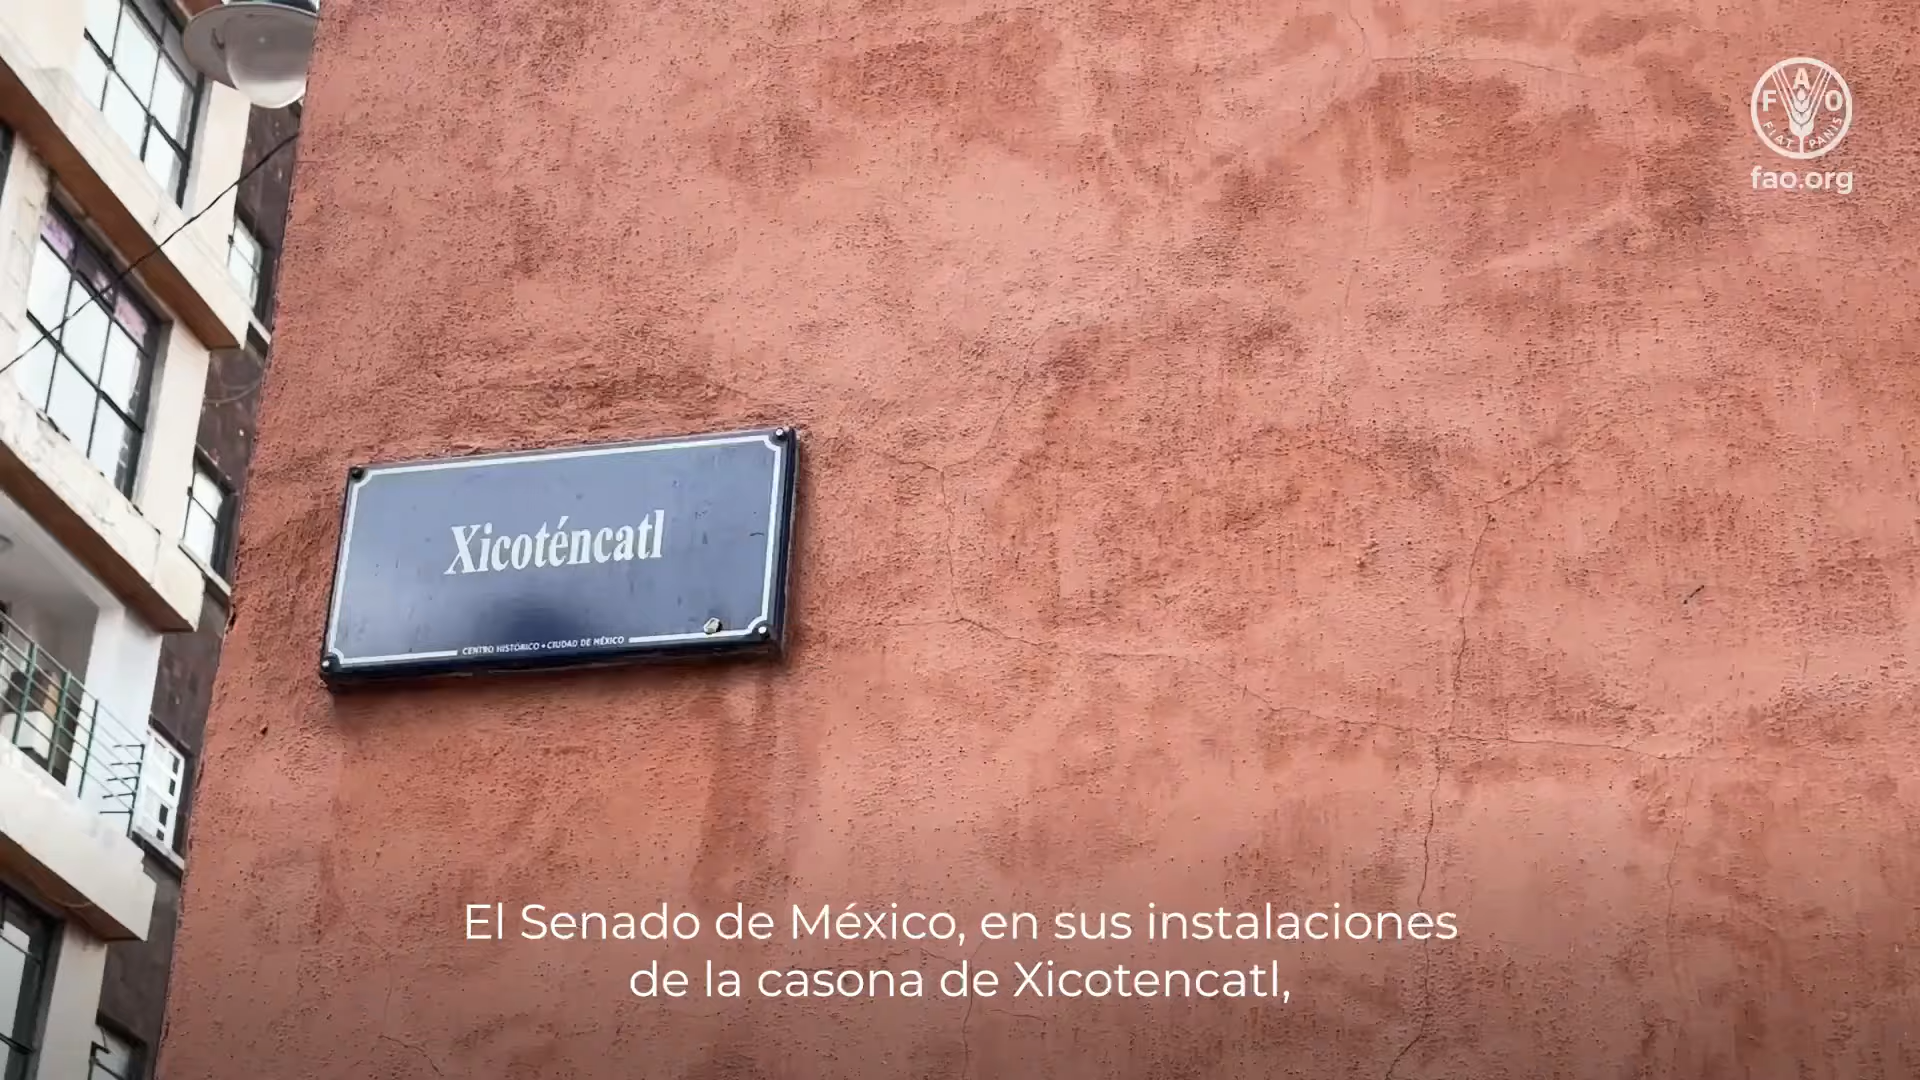 F A O
FIAT PANIS
fao.org
Xicoténcatl
CENTRO HISTÓRICO • CIUDAD DE MÉXICO
El Senado de México, en sus instalaciones
de la casona de Xicotencatl,